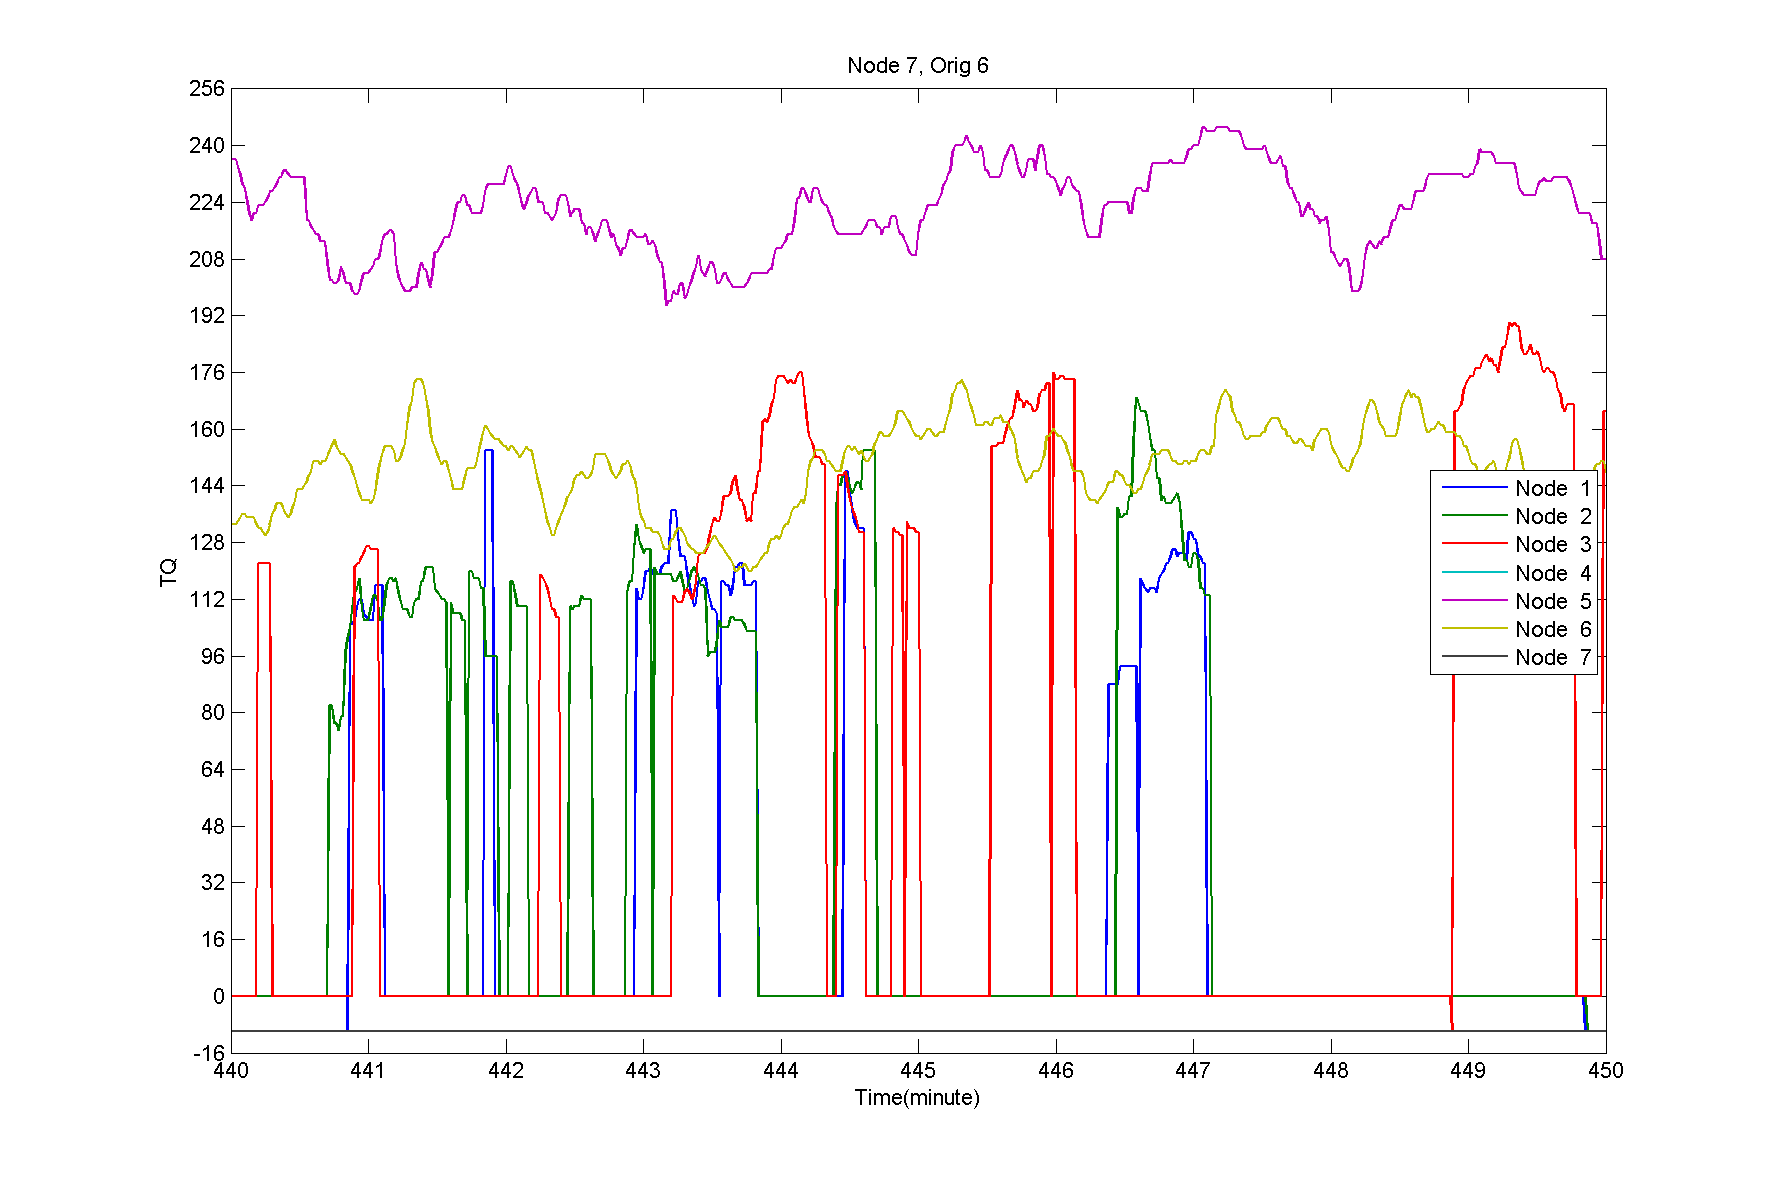 Node 7, Orig 6
256
240
224
208
192
176
160
144
128
112
96
80
64
48
32
16
0
-16
TQ
Node 1
Node 2
Node 3
Node 4
Node 5
Node 6
Node 7
440 441 442 443 444 445 446 447 448 449 450
Time(minute)